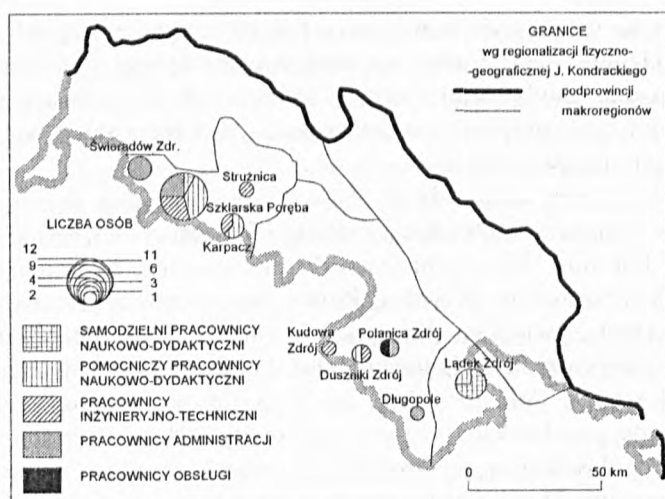 GRANICE
wg regionalizacji fizyczno-
-geograficznej J. Kondrackiego
podprowincji
makroregionów
Świeradów Zdr.
Strużnica
Szklarska Poręba
Karpacz
LICZBA OSÓB
12
11
9
6
4
3
2
SAMODZIELNI PRACOWNICY
NAUKOWO-DYDAKTYCZNI
POMOCNICZY PRACOWNICY
NAUKOWO-DYDAKTYCZNI
PRACOWNICY
INŻYNIERYJNO-TECHNICZNI
PRACOWNICY ADMINISTRACJI
PRACOWNICY OBSŁUGI
Kudowa
Zdrój
Polanica Zdrój
Duszniki Zdrój
Lądek Zdrój
Długopole
0
50 km